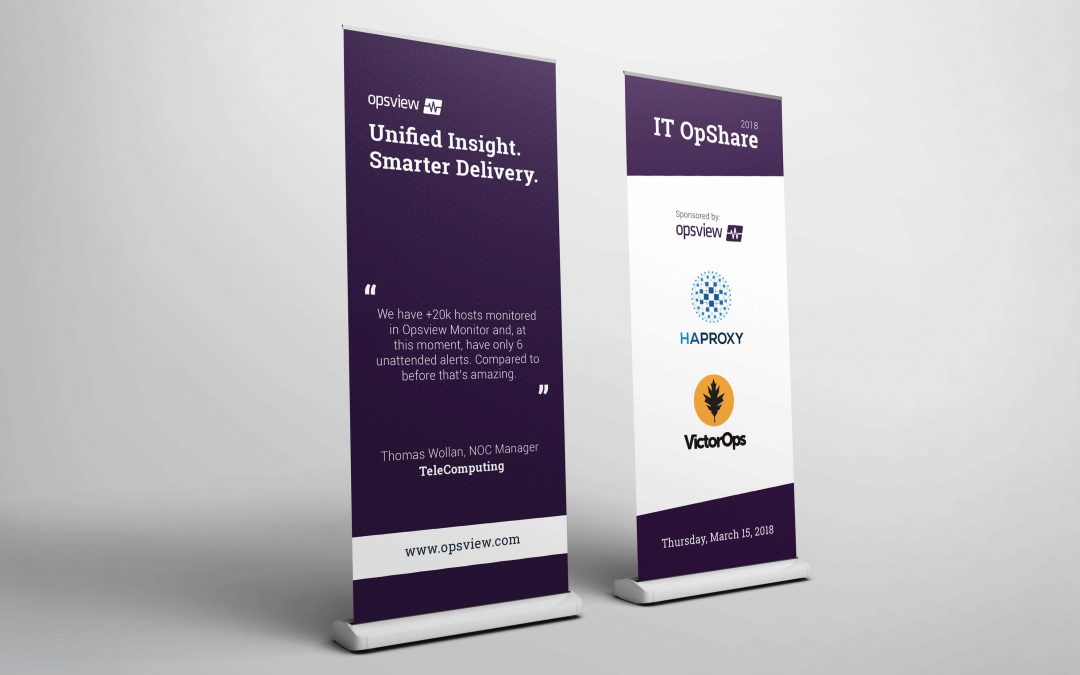 opsview
Unified Insight.
Smarter Delivery.
“
We have +20k hosts monitored
in Opsview Monitor and, at
this moment, have only 6
unattended alerts. Compared to
before that's amazing.
”
Thomas Wollan, NOC Manager
TeleComputing
www.opsview.com
2018
IT OpShare
Sponsored by:
opsview
HAPROXY
VictorOps
Thursday, March 15, 2018